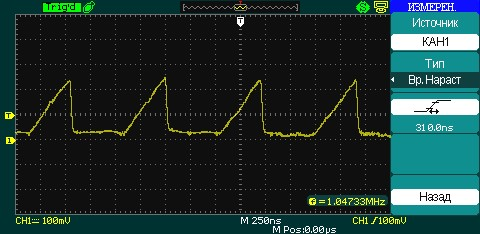 Trig'd
ИЗМЕРЕН.
Источник
КАН1
Тип
Вр.Нараст
310.0ns
Назад
T
1
T
=1.04733MHz
CH1 100mV
M 250ns
CH1 /100mV
M Pos:0.00µs